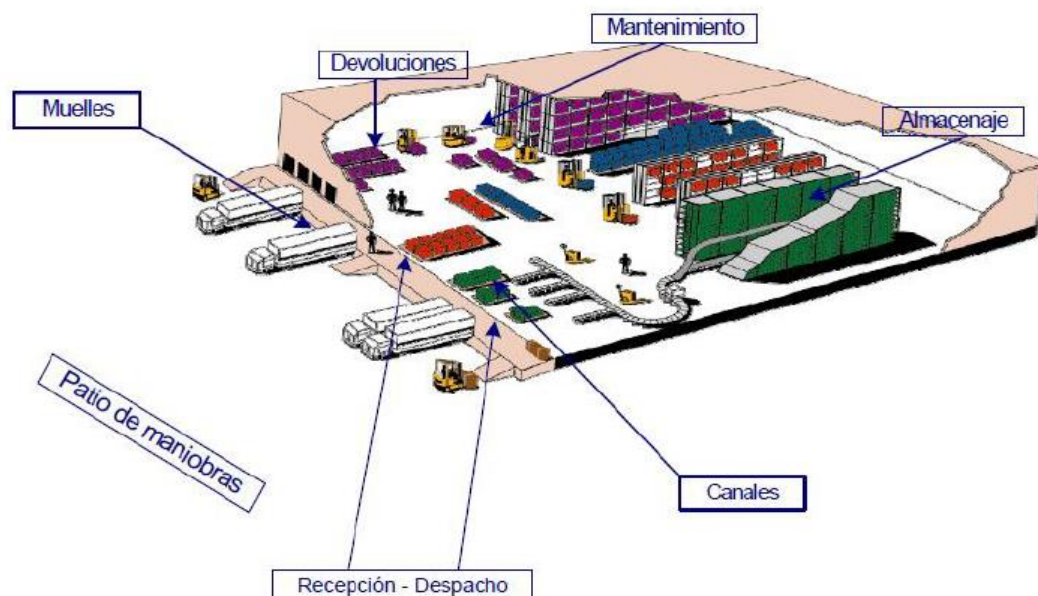 Mantenimiento
Devoluciones
Muelles
Almacenaje
Patio de maniobras
Canales
Recepción - Despacho